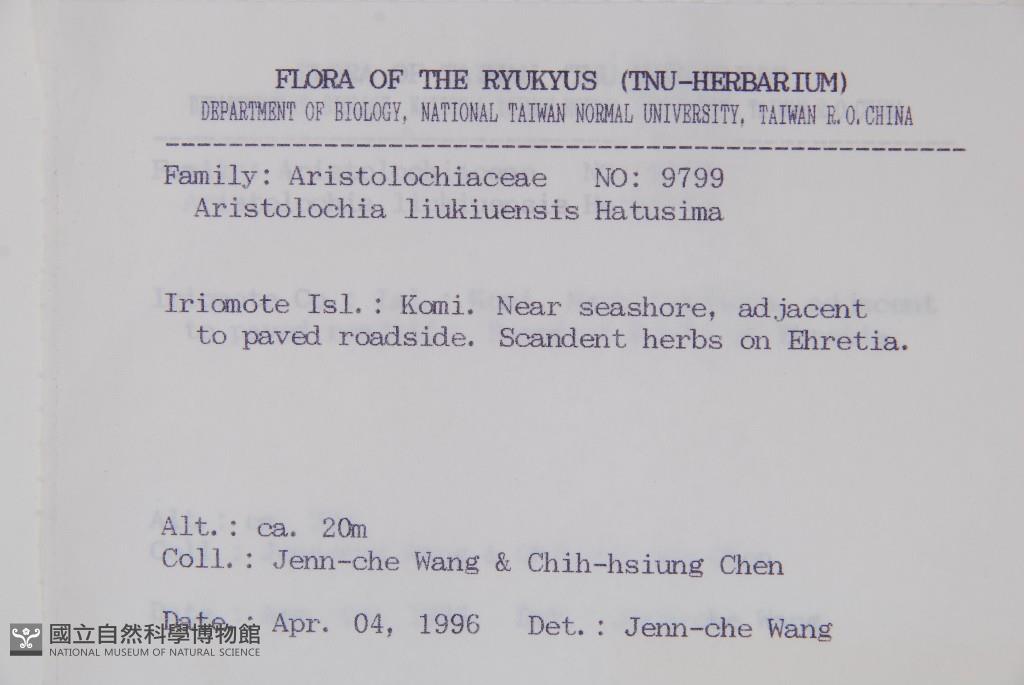 FLORA OF THE RYUKYUS (TNU-HERBARIUM)
DEPARTMENT OF BIOLOGY, NATIONAL TAIWAN NORMAL UNIVERSITY, TAIWAN R.O.CHINA
Family: Aristolochiaceae NO: 9799
Aristolochia liukiuensis Hatusima
Iriomote Isl.: Komi. Near seashore, adjacent
to paved roadside. Scandent herbs on Ehretia.
Alt.: ca. 20m
Coll.: Jenn-che Wang & Chih-hsiung Chen
Date.: Apr. 04, 1996 Det.: Jenn-che Wang
國立自然科學博物館
NATIONAL MUSEUM OF NATURAL SCIENCE